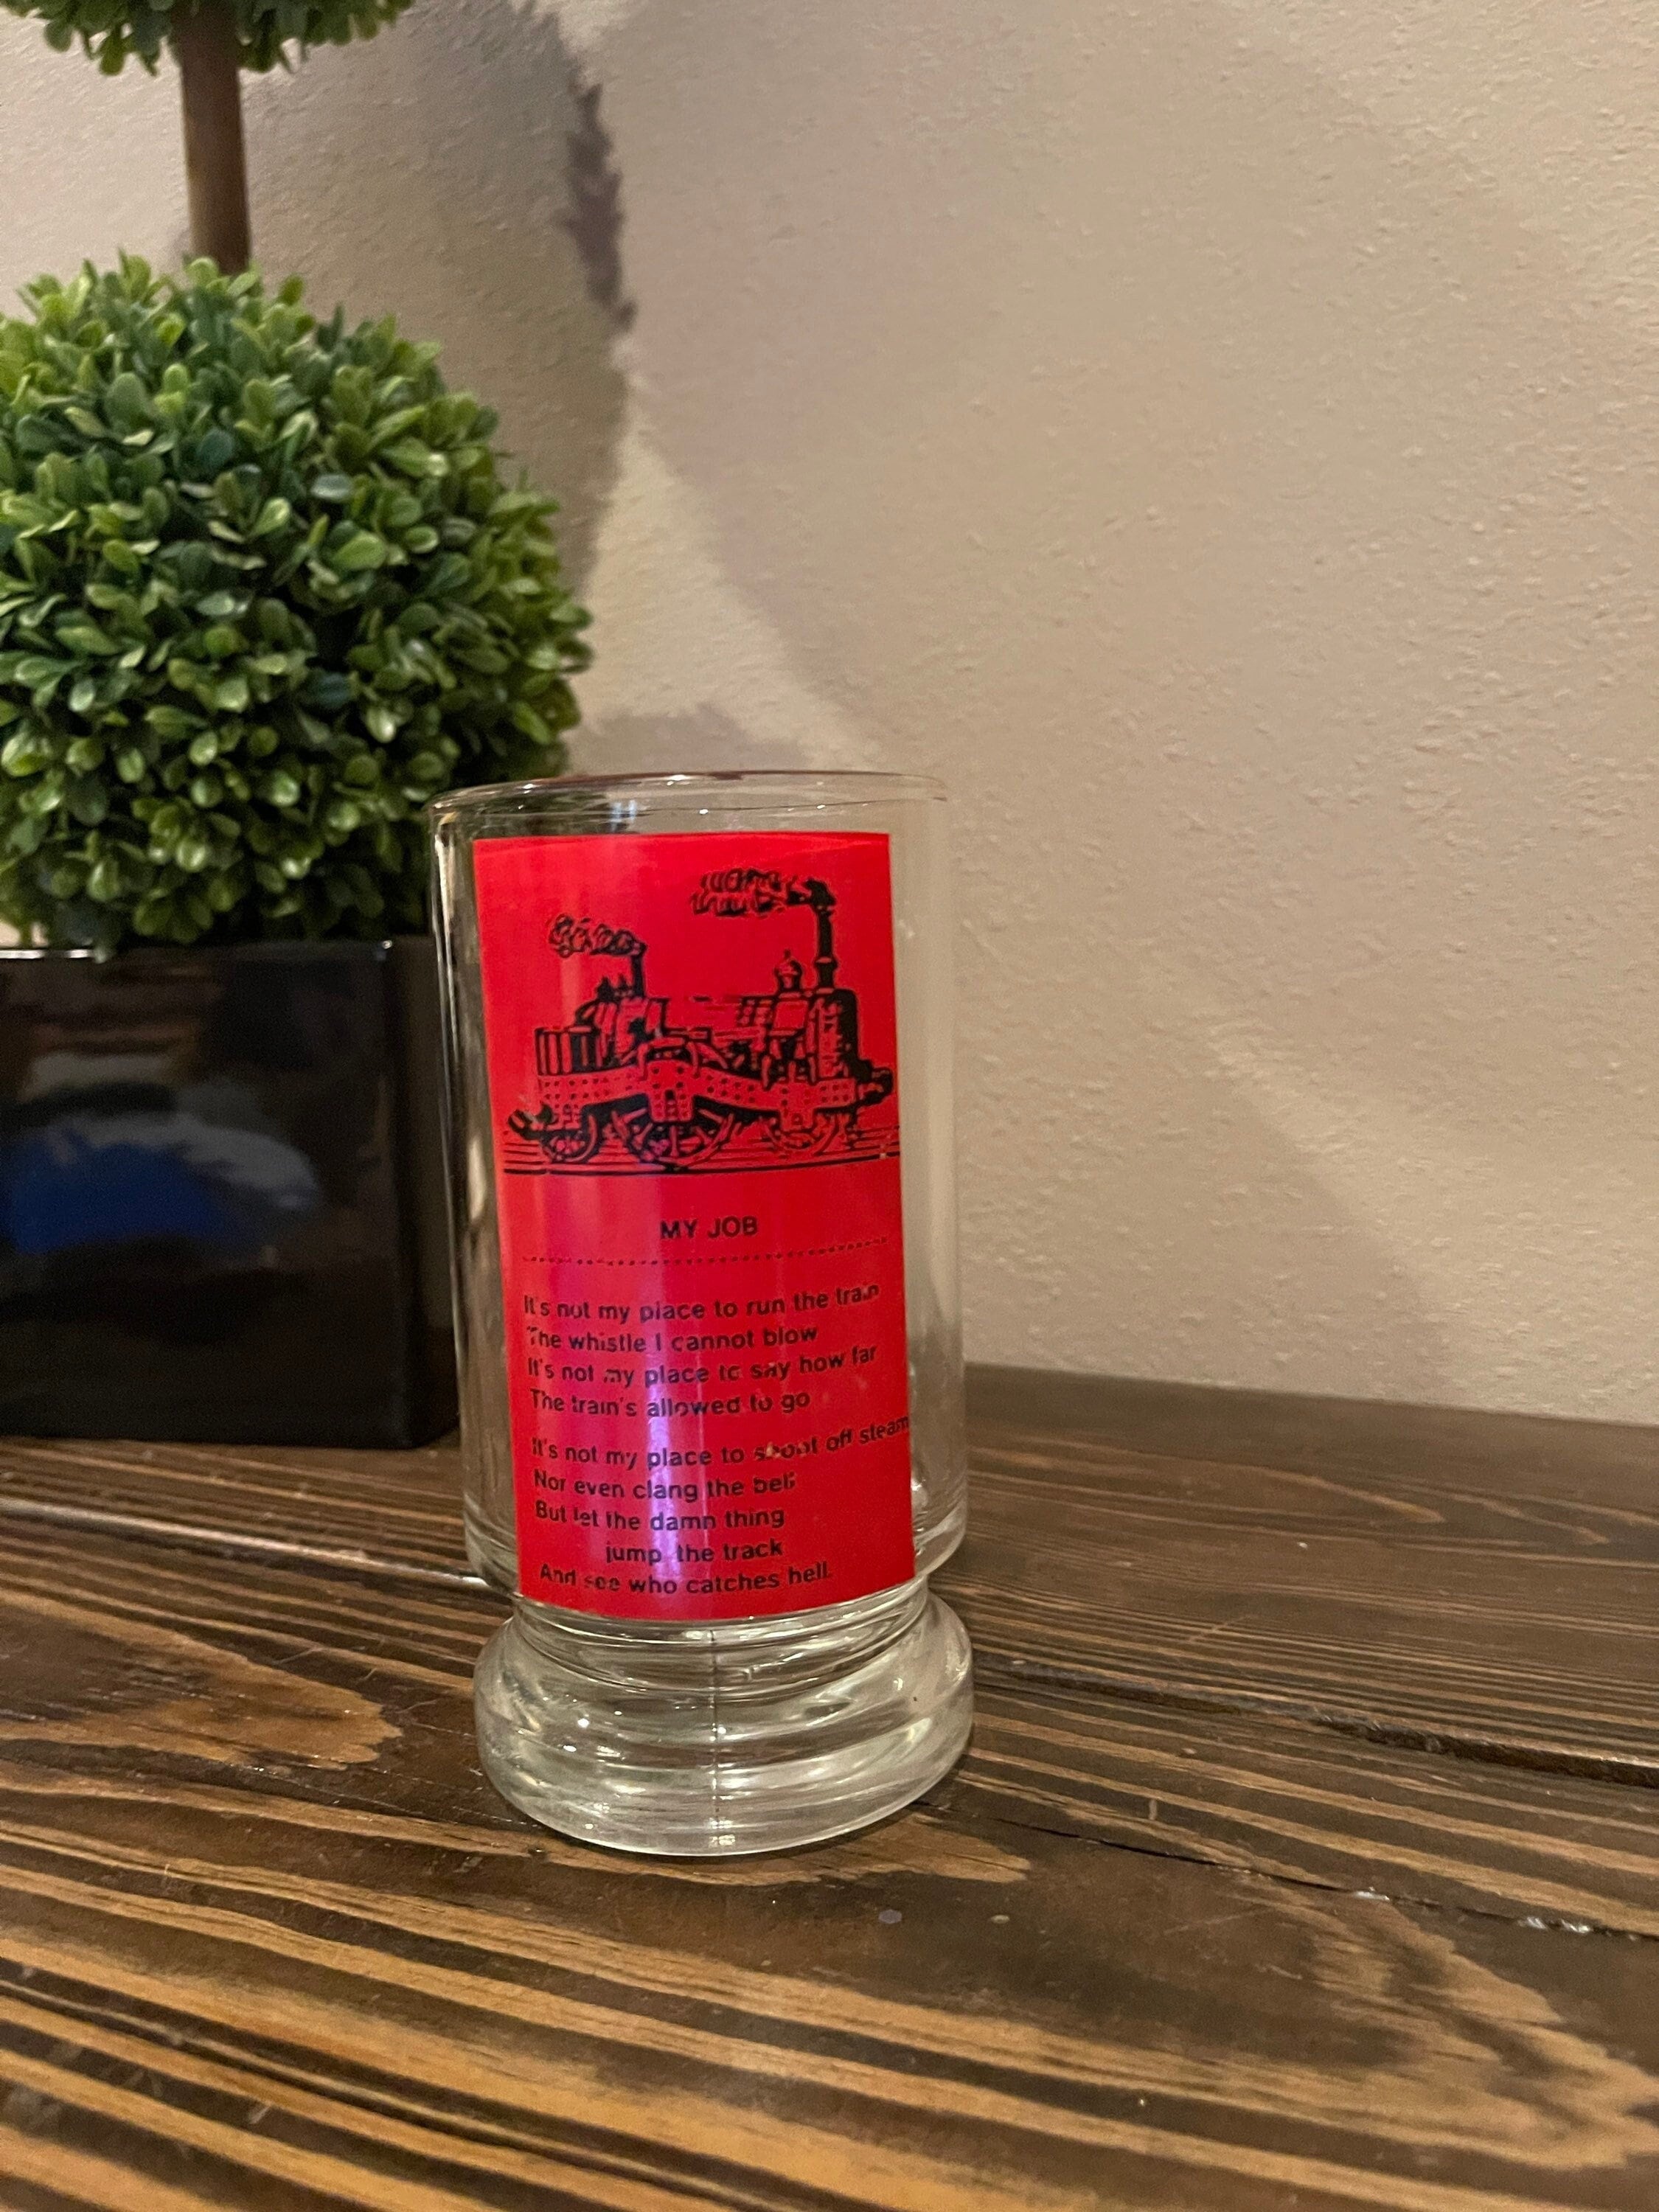 MY JOB
It's not my place to run the train
The whistle I cannot blow
It's not my place to say how far
The train's allowed to go
It's not my place to shoot off steam
Nor even clang the bell
But let the damn thing
jump the track
And see who catches hell.